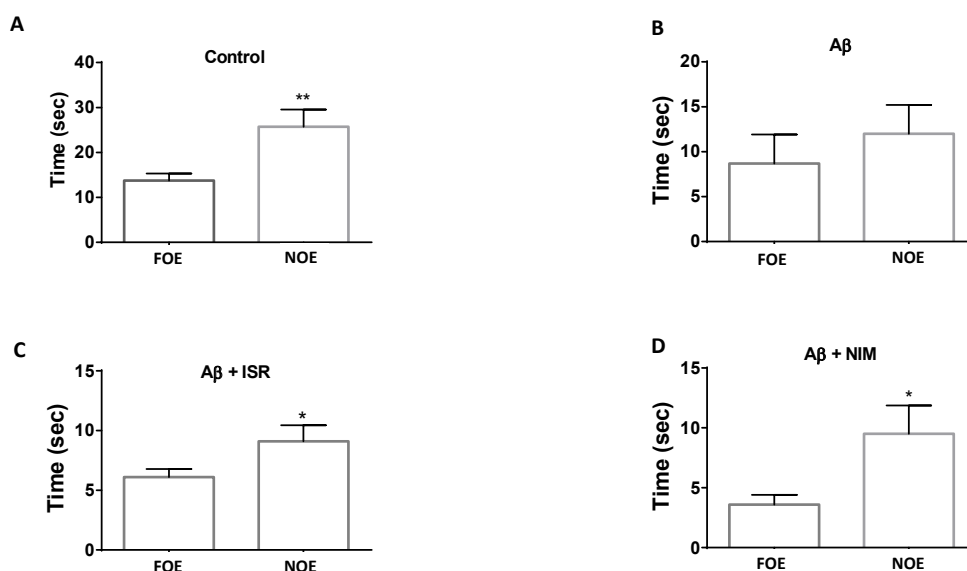 A
Control
**
40
30
20
10
0
Time (sec)
FOE
NOE
B
Aβ
20
15
10
5
0
Time (sec)
FOE
NOE
C
Aβ + ISR
*
15
10
5
0
Time (sec)
FOE
NOE
D
Aβ + NIM
*
15
10
5
0
Time (sec)
FOE
NOE